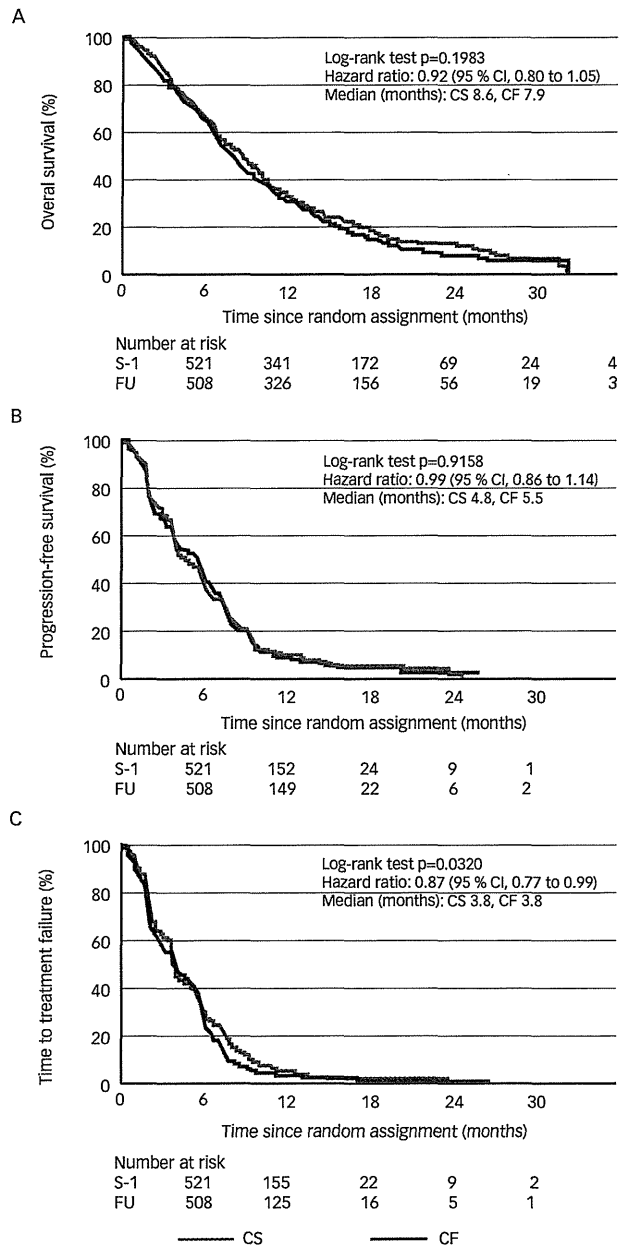 A
Log-rank test p=0.1983
Hazard ratio: 0.92 (95 % CI, 0.80 to 1.05)
Median (months): CS 8.6, CF 7.9
Overal survival (%)
100
80
60
40
20
0
0 6 12 18 24 30
Time since random assignment (months)
Number at risk
S-1 521 341 172 69 24 4
FU 508 326 156 56 19 3
B
Log-rank test p=0.9158
Hazard ratio: 0.99 (95 % CI, 0.86 to 1.14)
Median (months): CS 4.8, CF 5.5
Progression-free survival (%)
100
80
60
40
20
0
0 6 12 18 24 30
Time since random assignment (months)
Number at risk
S-1 521 152 24 9 1
FU 508 149 22 6 2
C
Log-rank test p=0.0320
Hazard ratio: 0.87 (95 % CI, 0.77 to 0.99)
Median (months): CS 3.8, CF 3.8
Time to treatment failure (%)
100
80
60
40
20
0
0 6 12 18 24 30
Time since random assignment (months)
Number at risk
S-1 521 155 22 9 2
FU 508 125 16 5 1
CS CF